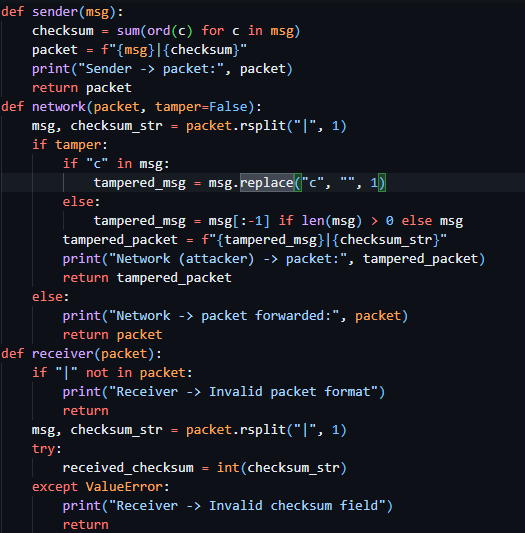 def sender(msg):
    checksum = sum(ord(c) for c in msg)
    packet = f"{msg}|{checksum}"
    print("Sender -> packet:", packet)
    return packet
def network(packet, tamper=False):
    msg, checksum_str = packet.rsplit("|", 1)
    if tamper:
        if "c" in msg:
            tampered_msg = msg.replace("c", "", 1)
        else:
            tampered_msg = msg[:-1] if len(msg) > 0 else msg
        tampered_packet = f"{tampered_msg}|{checksum_str}"
        print("Network (attacker) -> packet:", tampered_packet)
        return tampered_packet
    else:
        print("Network -> packet forwarded:", packet)
        return packet
def receiver(packet):
    if "|" not in packet:
        print("Receiver -> Invalid packet format")
        return
    msg, checksum_str = packet.rsplit("|", 1)
    try:
        received_checksum = int(checksum_str)
    except ValueError:
        print("Receiver -> Invalid checksum field")
        return